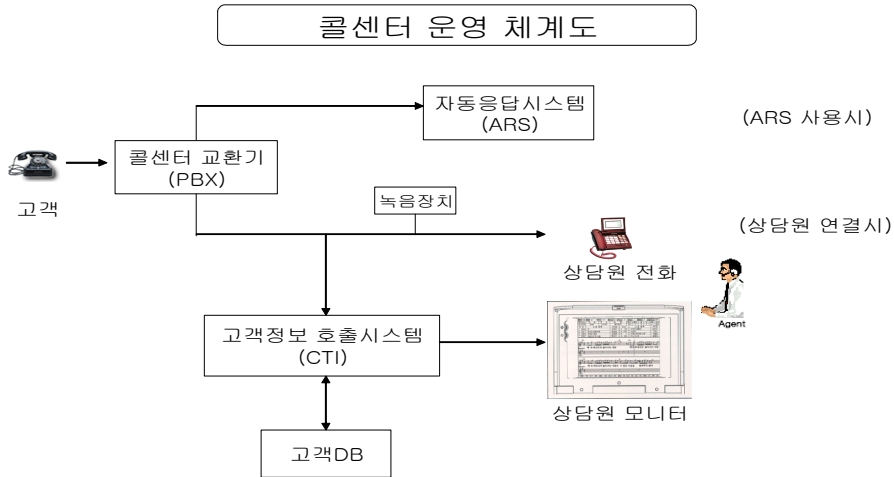 콜센터 운영 체계도
자동응답시스템
(ARS)
(ARS 사용시)
콜센터 교환기
(PBX)
고객
녹음장치
(상담원 연결시)
상담원 전화
Agent
고객정보 호출시스템
(CTI)
상담원 모니터
고객DB